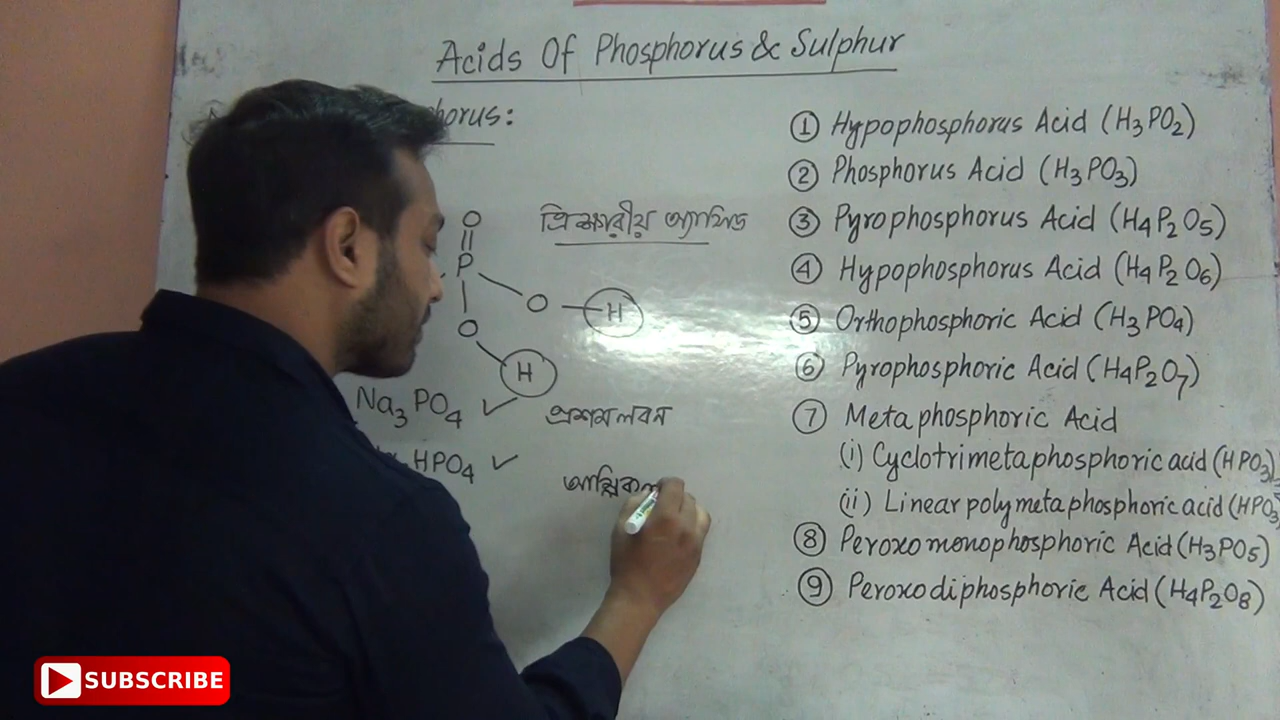 Acids Of Phosphorus & Sulphur
horus:
O
||
P
O — H
O
H
ত্রিক্ষারীয় অ্যাসিড
Na3PO4 ✓ প্রশমলবন
HPO4 ✓
① Hypophosphorus Acid (H3PO2)
② Phosphorus Acid (H3PO3)
③ Pyrophosphorus Acid (H4P2O5)
④ Hypophosphorus Acid (H4P2O6)
⑤ Orthophosphoric Acid (H3PO4)
⑥ Pyrophosphoric Acid (H4P2O7)
⑦ Metaphosphoric Acid
(i) Cyclotrimetaphosphoric acid (HPO3)3
(ii) Linear polymetaphosphoric acid (HPO3
⑧ Peroxomonophosphoric Acid (H3PO5)
⑨ Peroxodiphosphoric Acid (H4P2O8)
SUBSCRIBE